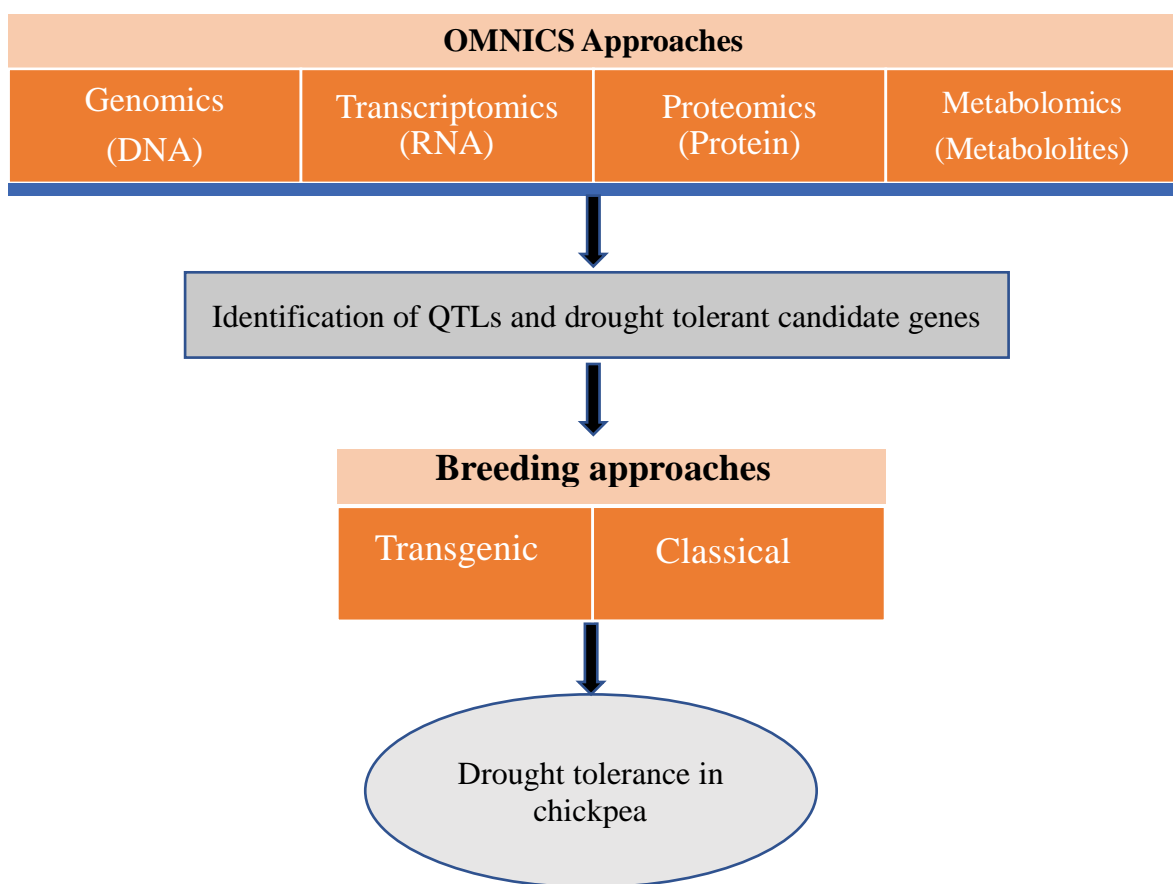 OMNICS Approaches
Genomics
(DNA)
Transcriptomics
(RNA)
Proteomics
(Protein)
Metabolomics
(Metabololites)
Identification of QTLs and drought tolerant candidate genes
Breeding approaches
Transgenic
Classical
Drought tolerance in
chickpea